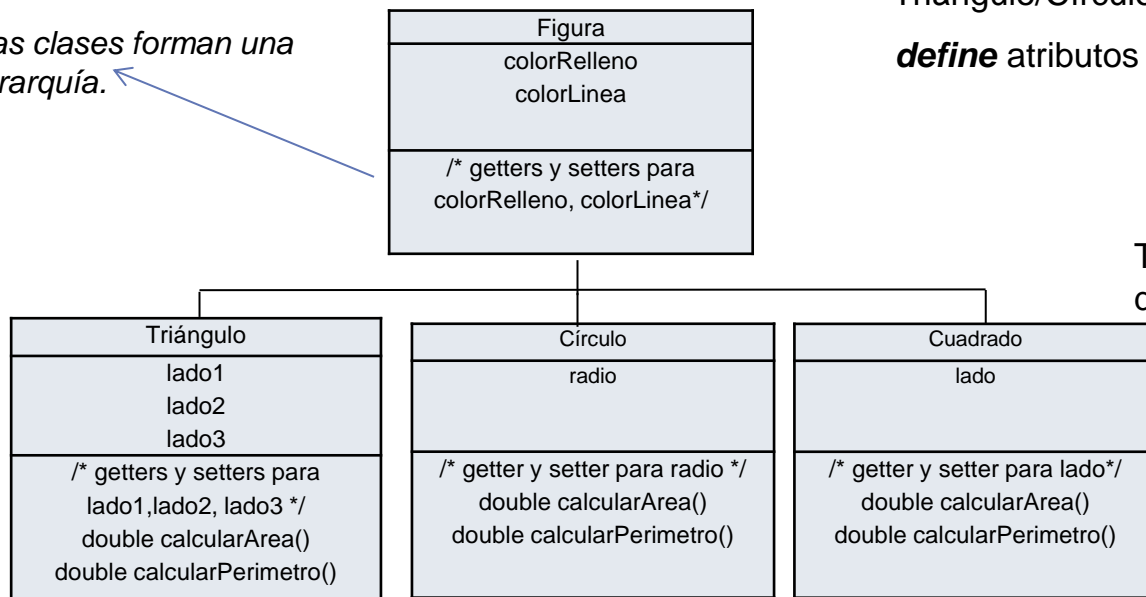 as clases forman una
rarquía.
Triángulo/Círculo
define atributos
Figura
colorRelleno
colorLinea
/* getters y setters para
colorRelleno, colorLinea*/
T
Triángulo
lado1
lado2
lado3
/* getters y setters para
lado1,lado2, lado3 */
double calcularArea()
double calcularPerimetro()
Círculo
radio
/* getter y setter para radio */
double calcularArea()
double calcularPerimetro()
Cuadrado
lado
/* getter y setter para lado*/
double calcularArea()
double calcularPerimetro()